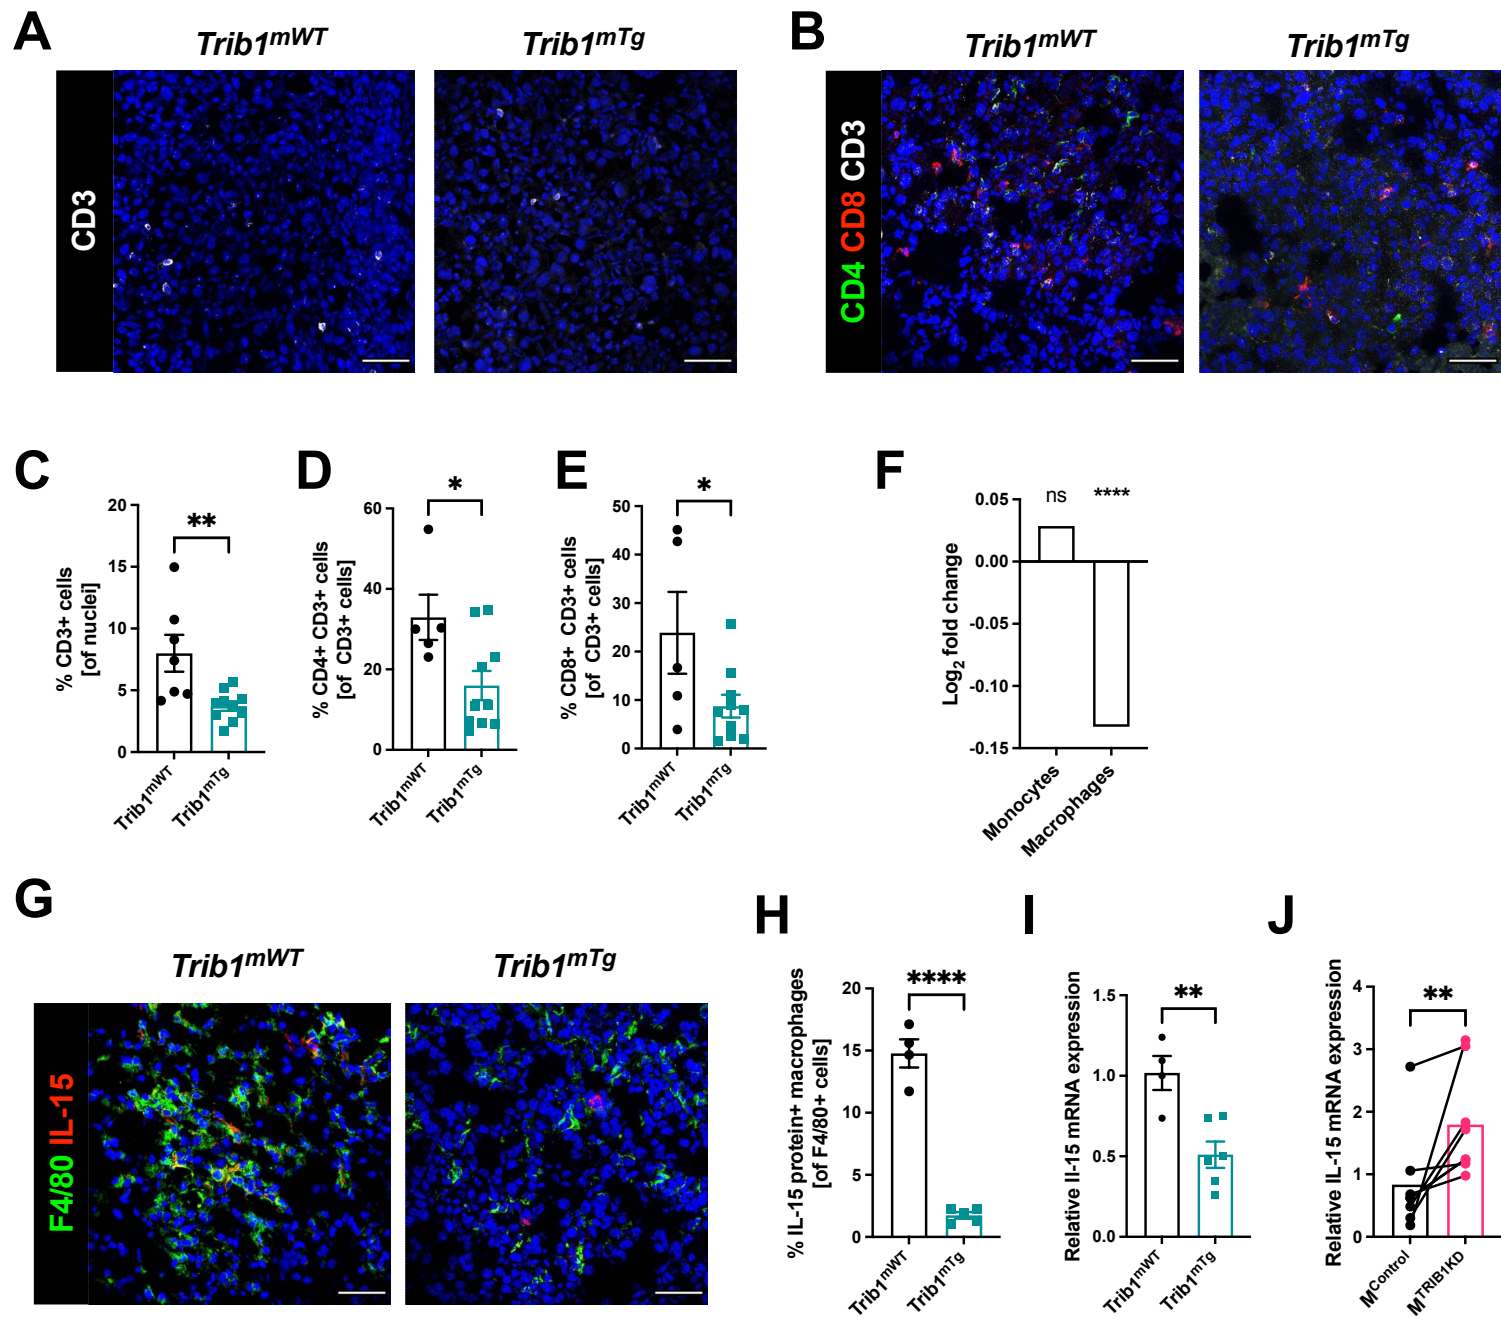 A
Trib1mWT
Trib1mTg
CD3
B
Trib1mWT
Trib1mTg
CD4 CD8 CD3
C
% CD3+ cells
[of nuclei]
20
15
10
5
0
**
Trib1mWT
Trib1mTg
D
% CD4+ CD3+ cells
[of CD3+ cells]
60
40
20
0
*
Trib1mWT
Trib1mTg
E
% CD8+ CD3+ cells
[of CD3+ cells]
50
40
30
20
10
0
*
Trib1mWT
Trib1mTg
F
Log2 fold change
0.05
0.00
-0.05
-0.10
-0.15
ns
****
Monocytes
Macrophages
G
Trib1mWT
Trib1mTg
F4/80 IL-15
H
% IL-15 protein+ macrophages
[of F4/80+ cells]
20
15
10
5
0
****
Trib1mWT
Trib1mTg
I
Relative Il-15 mRNA expression
1.5
1.0
0.5
0.0
**
Trib1mWT
Trib1mTg
J
Relative IL-15 mRNA expression
4
3
2
1
0
**
MControl
MTRIB1KD